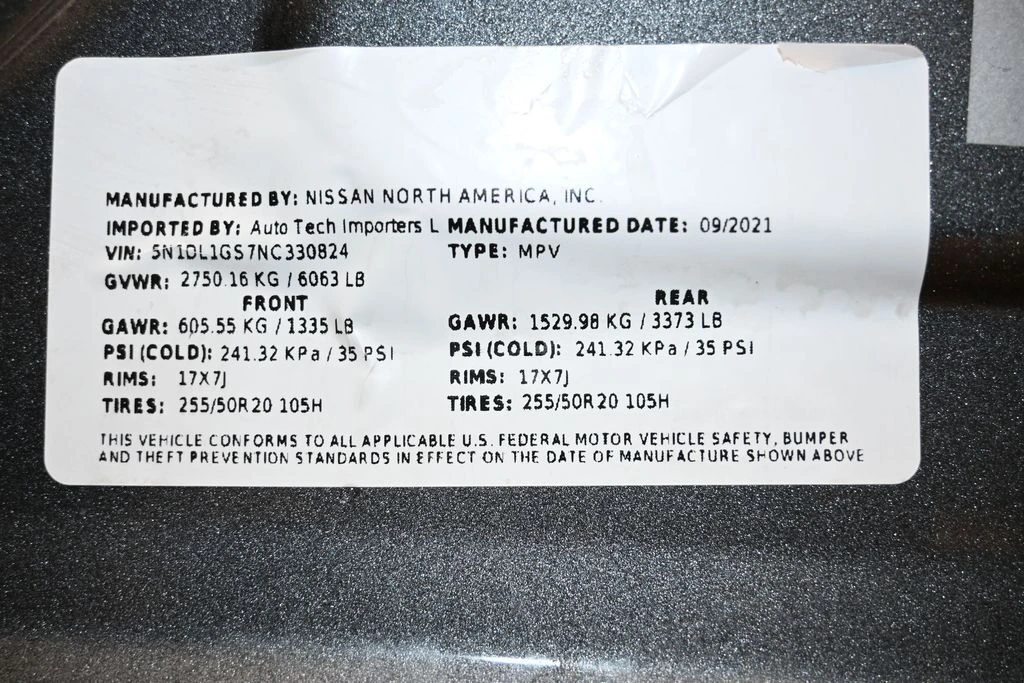 MANUFACTURED BY: NISSAN NORTH AMERICA, INC.
IMPORTED BY: Auto Tech Importers L MANUFACTURED DATE: 09/2021
VIN: 5N1DL1GS7NC330824 TYPE: MPV
GVWR: 2750.16 KG / 6063 LB
FRONT REAR
GAWR: 605.55 KG / 1335 LB GAWR: 1529.98 KG / 3373 LB
PSI (COLD): 241.32 KPa / 35 PSI PSI (COLD): 241.32 KPa / 35 PSI
RIMS: 17X7J RIMS: 17X7J
TIRES: 255/50R20 105H TIRES: 255/50R20 105H
THIS VEHICLE CONFORMS TO ALL APPLICABLE U.S. FEDERAL MOTOR VEHICLE SAFETY, BUMPER
AND THEFT PREVENTION STANDARDS IN EFFECT ON THE DATE OF MANUFACTURE SHOWN ABOVE